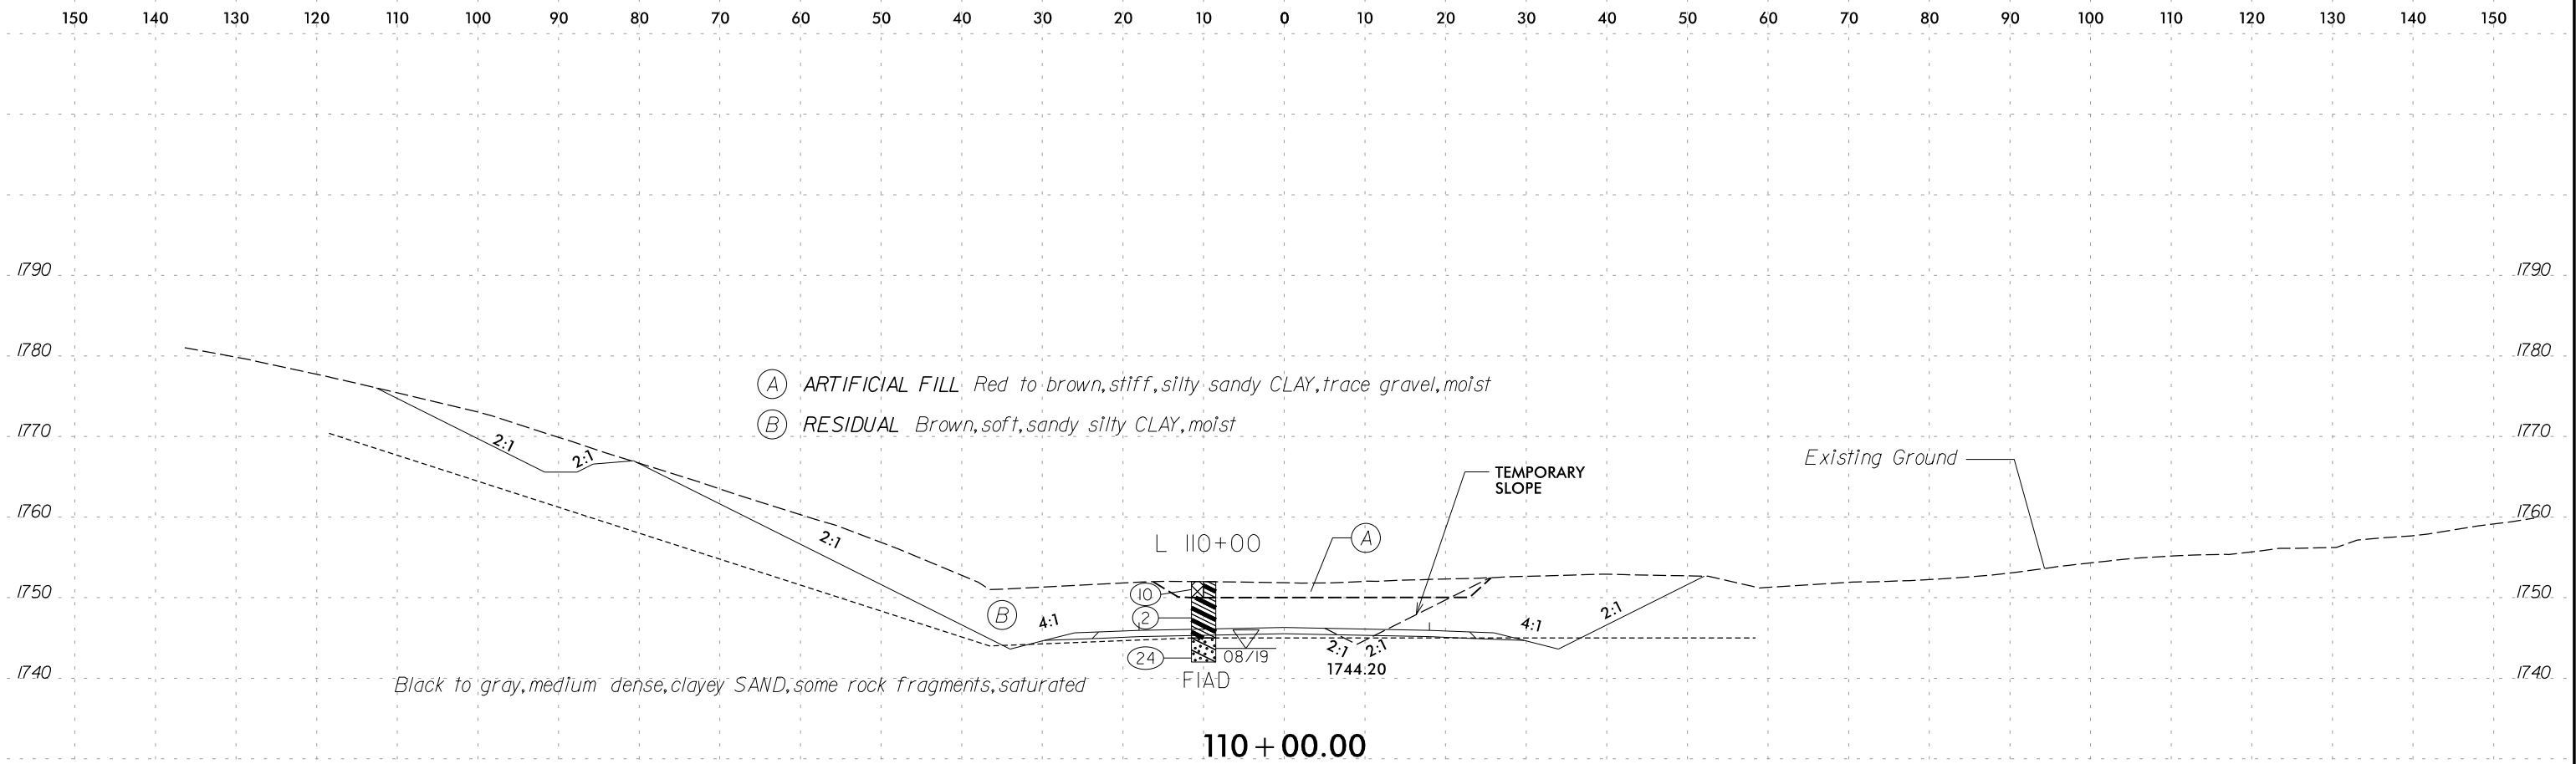 150 140 130 120 110 100 90 80 70 60 50 40 30 20 10 0 10 20 30 40 50 60 70 80 90 100 110 120 130 140 150
1790 1790
1780 1780
A ARTIFICIAL FILL Red to brown, stiff, silty sandy CLAY, trace gravel, moist
B RESIDUAL Brown, soft, sandy silty CLAY, moist
1770 1770
2:1
2:1
Existing Ground
TEMPORARY
SLOPE
1760 1760
2:1
L 110+00
A
1750 1750
10
B
4:1
2
4:1
2:1
24
08/19
2:1
2:1
1744.20
1740 1740
FIAD
Black to gray, medium dense, clayey SAND, some rock fragments, saturated
110+00.00